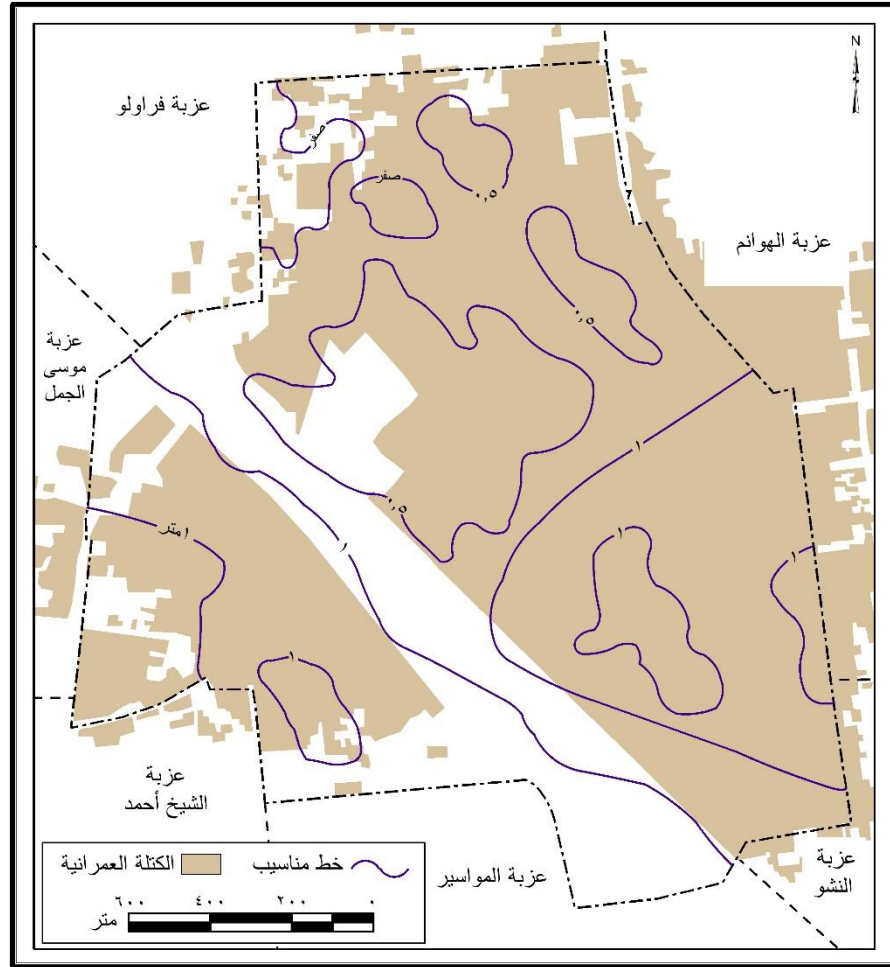 N
عزبة فراولو
صفر
صفر
٠,٥
عزبة الهوانم
٠,٥
عزبة
موسى
الجمل
١
٠,٥
١متر
١
١
١
١
عزبة
الشيخ أحمد
عزبة المواسير
عزبة
النشو
خط مناسيب
الكتلة العمرانية
٦٠٠ ٤٠٠ ٢٠٠ ٠
متر